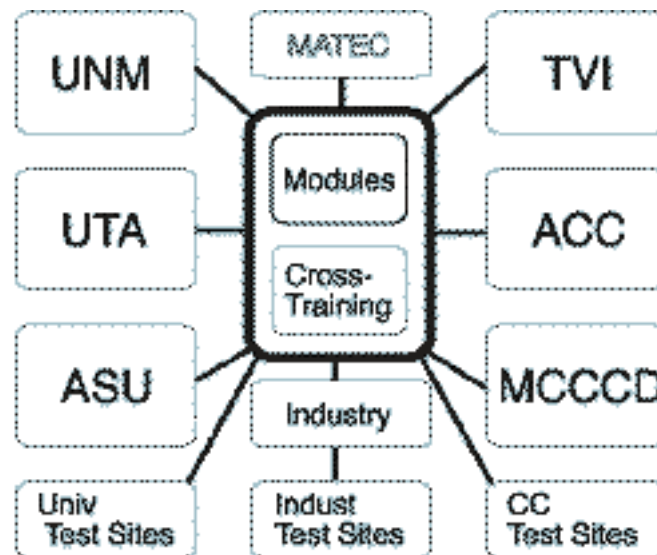 UNM
MATEC
TVI
Modules
UTA
ACC
Cross-
Training
ASU
MCCCD
Industry
Univ
Test Sites
Indust
Test Sites
CC
Test Sites